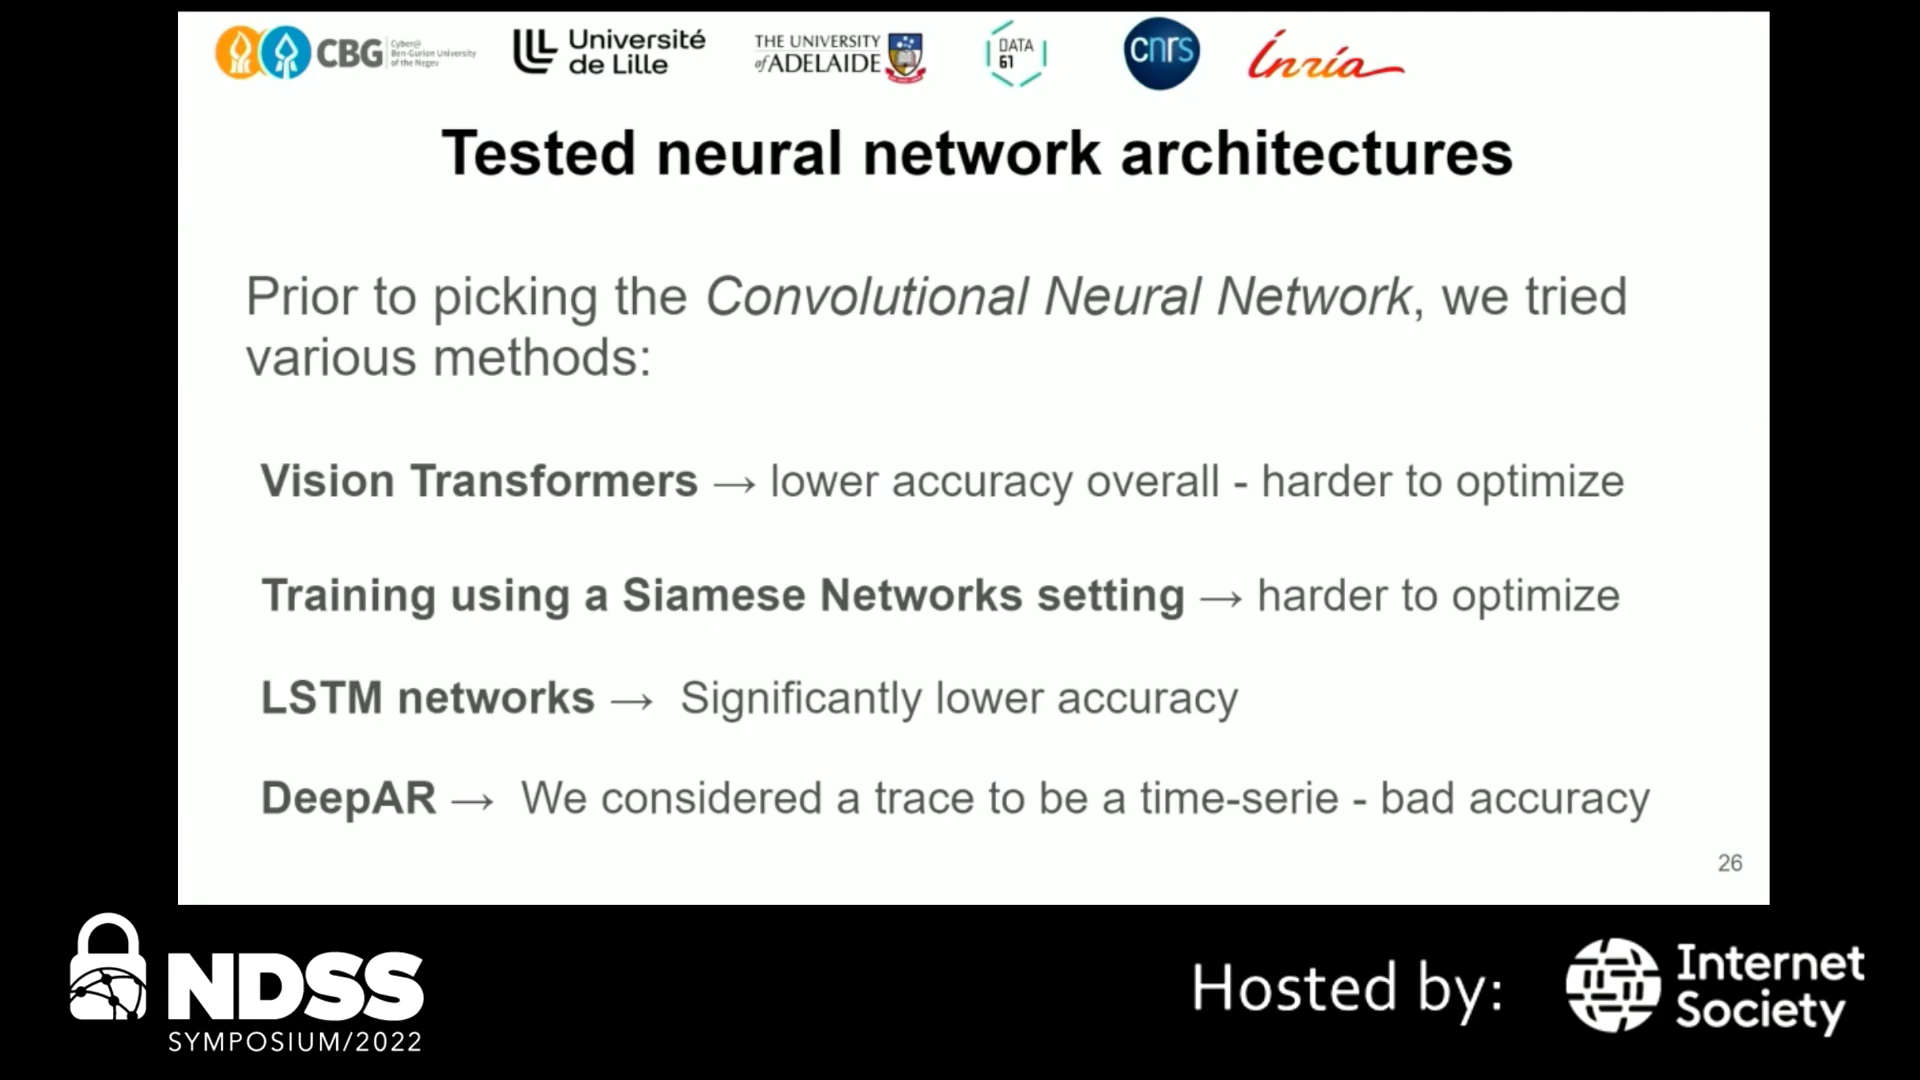 CBG Cyber@
Ben-Gurion University
of the Negev
Université
de Lille
THE UNIVERSITY
of ADELAIDE
DATA
61
cnrs
Inria
Tested neural network architectures
Prior to picking the Convolutional Neural Network, we tried
various methods:
Vision Transformers → lower accuracy overall - harder to optimize
Training using a Siamese Networks setting → harder to optimize
LSTM networks → Significantly lower accuracy
DeepAR → We considered a trace to be a time-serie - bad accuracy
26
NDSS
SYMPOSIUM/2022
Hosted by:
Internet
Society